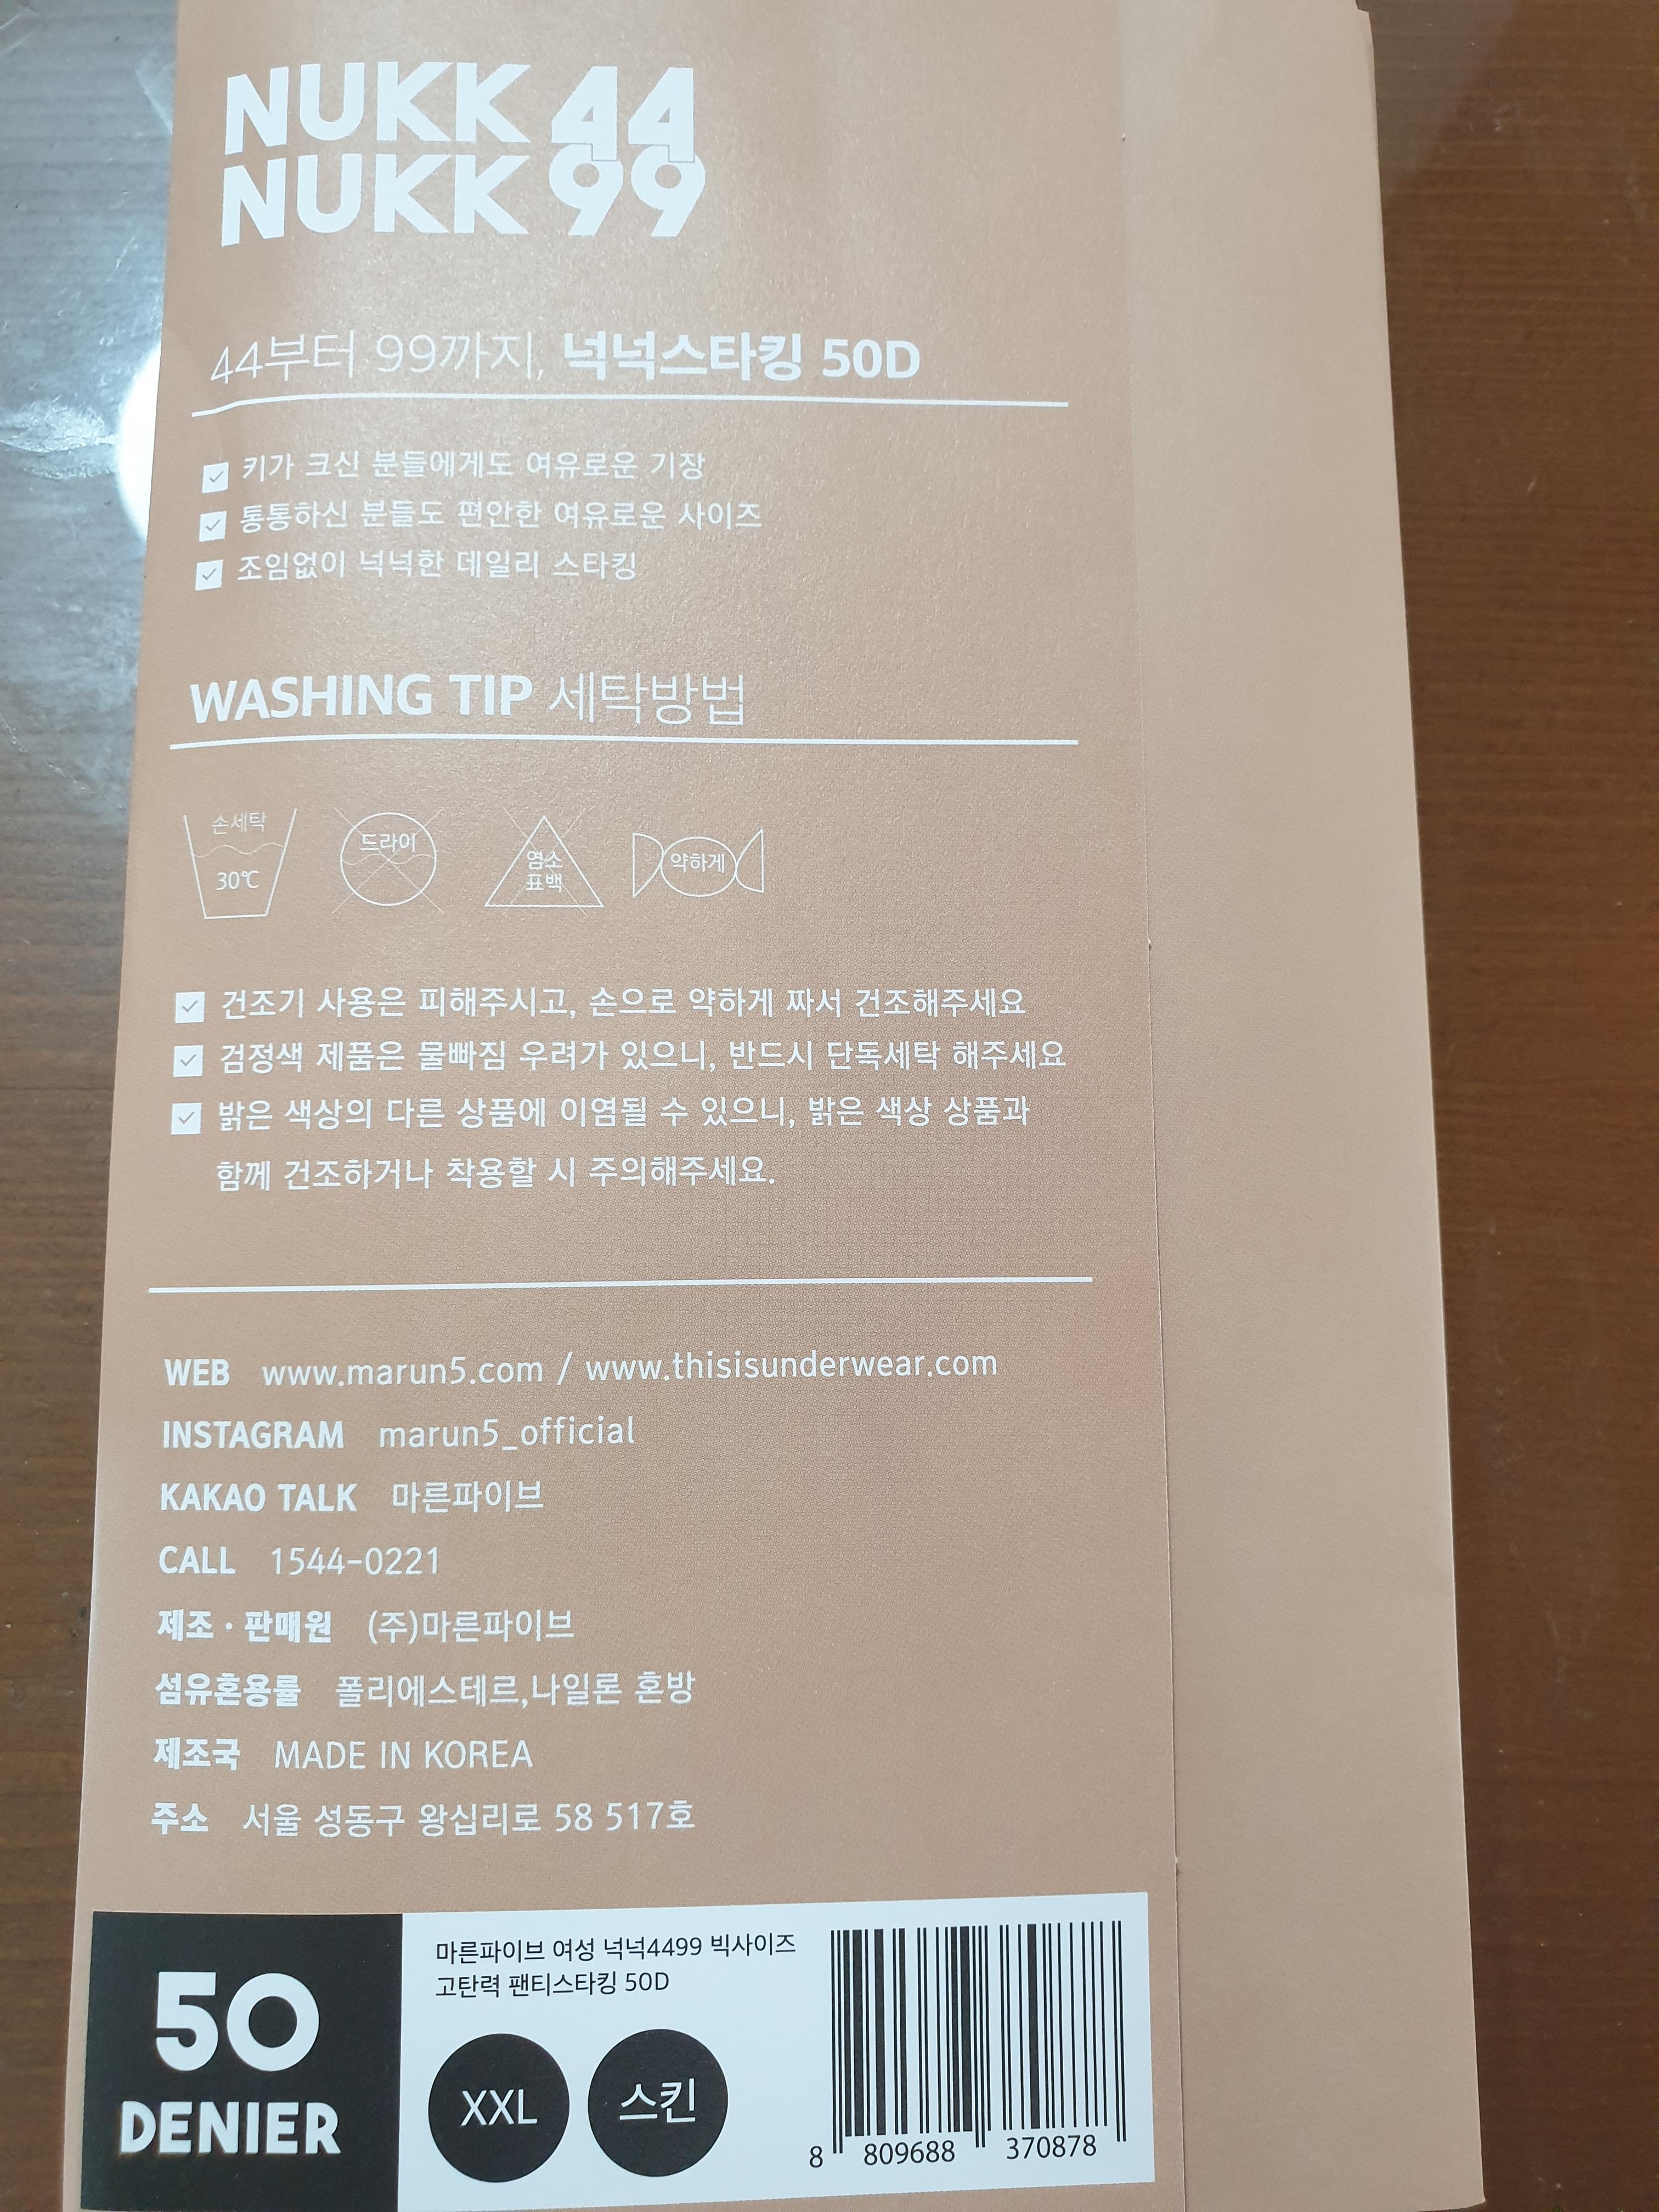 NUKK 44
NUKK 99
44부터 99까지, 넉넉스타킹 50D
키가 크신 분들에게도 여유로운 기장
통통하신 분들도 편안한 여유로운 사이즈
조임없이 넉넉한 데일리 스타킹
WASHING TIP 세탁방법
손세탁
30℃
드라이
염소
표백
약하게
건조기 사용은 피해주시고, 손으로 약하게 짜서 건조해주세요
검정색 제품은 물빠짐 우려가 있으니, 반드시 단독세탁 해주세요
밝은 색상의 다른 상품에 이염될 수 있으니, 밝은 색상 상품과
함께 건조하거나 착용할 시 주의해주세요.
WEB www.marun5.com / www.thisisunderwear.com
INSTAGRAM marun5_official
KAKAO TALK 마른파이브
CALL 1544-0221
제조 · 판매원 (주)마른파이브
섬유혼용률 폴리에스테르,나일론 혼방
제조국 MADE IN KOREA
주소 서울 성동구 왕십리로 58 517호
50
DENIER
마른파이브 여성 넉넉4499 빅사이즈
고탄력 팬티스타킹 50D
XXL
스킨
8 809688 370878